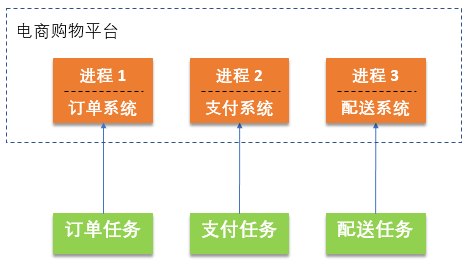 电商购物平台
进程 1
订单系统
进程 2
支付系统
进程 3
配送系统
订单任务
支付任务
配送任务